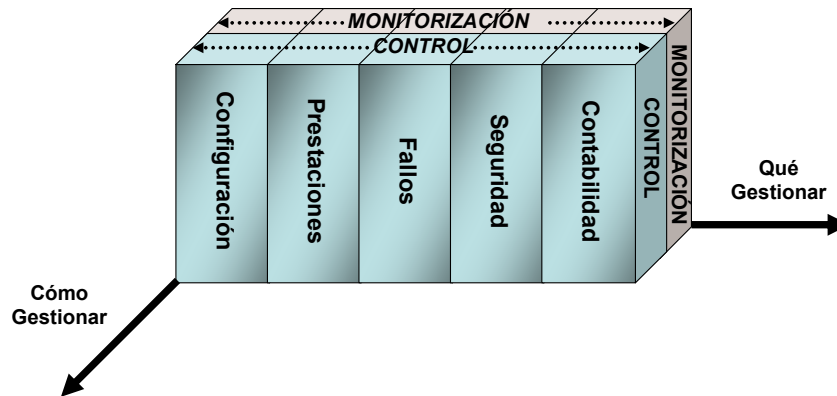 MONITORIZACIÓN
CONTROL
Configuración
Prestaciones
Fallos
Seguridad
Contabilidad
CONTROL
MONITORIZACIÓN
Qué
Gestionar
Cómo
Gestionar